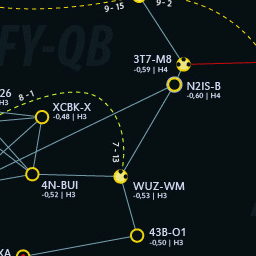 9 - 15
9 - 2
FY-QB
3T7-M8
-0,59 | H4
N2IS-B
-0,60 | H4
26
H3
8 - 1
XCBK-X
-0,48 | H3
7 - 13
4N-BUI
-0,52 | H3
WUZ-WM
-0,53 | H3
43B-O1
-0,50 | H3
KA